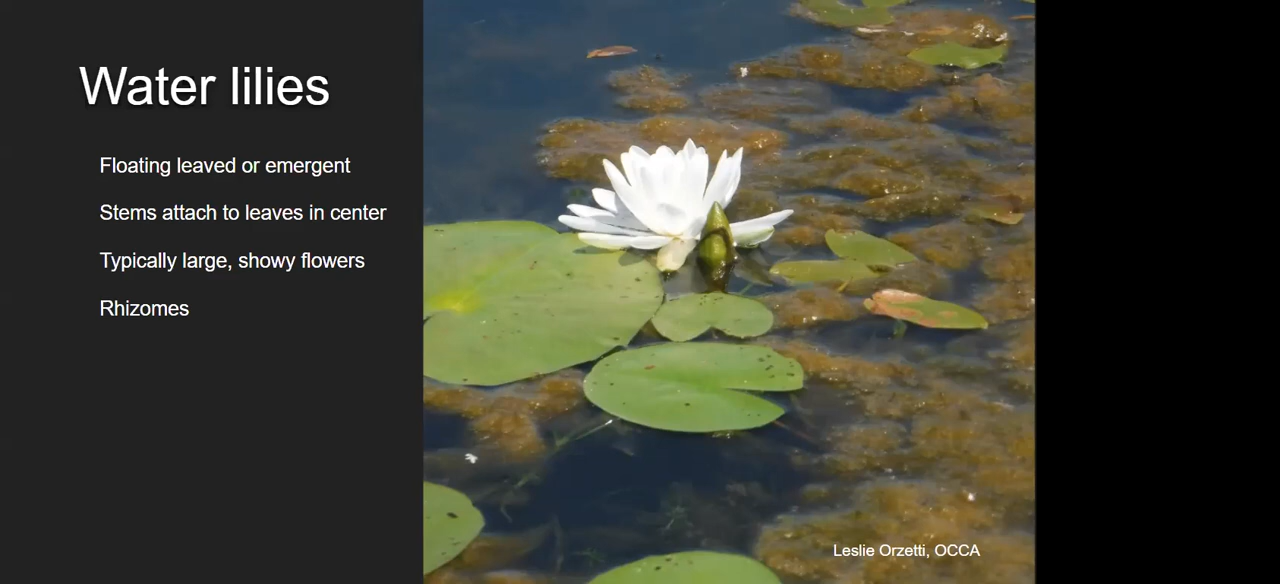 Water lilies
Floating leaved or emergent
Stems attach to leaves in center
Typically large, showy flowers
Rhizomes
Leslie Orzetti, OCCA